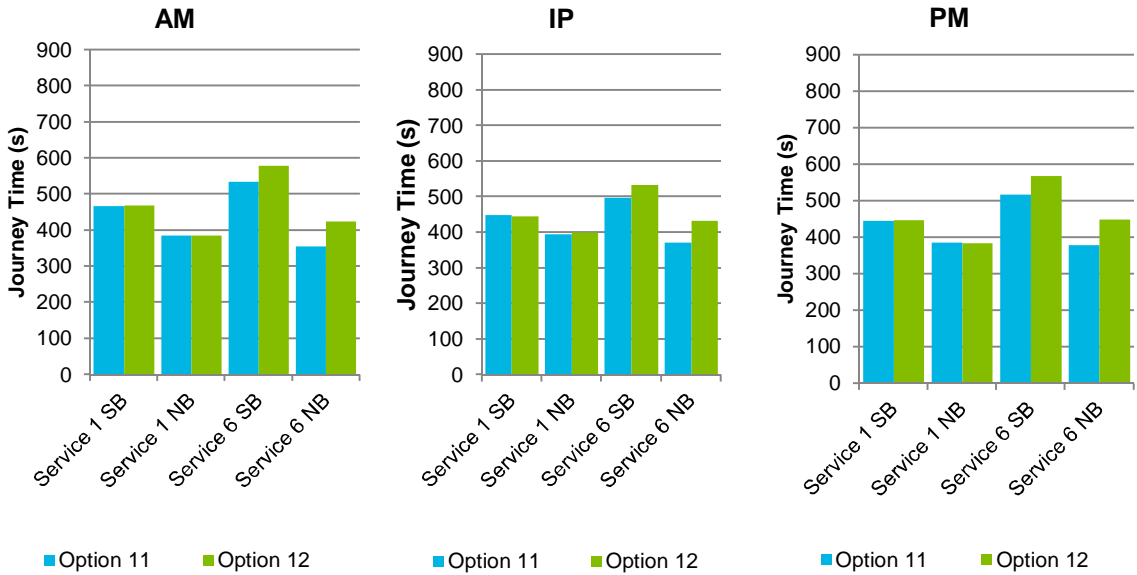 AM
Journey Time (s)
900
800
700
600
500
400
300
200
100
0
Service 1 SB
Service 1 NB
Service 6 SB
Service 6 NB
Option 11
Option 12
IP
Journey Time (s)
900
800
700
600
500
400
300
200
100
0
Service 1 SB
Service 1 NB
Service 6 SB
Service 6 NB
Option 11
Option 12
PM
Journey Time (s)
900
800
700
600
500
400
300
200
100
0
Service 1 SB
Service 1 NB
Service 6 SB
Service 6 NB
Option 11
Option 12